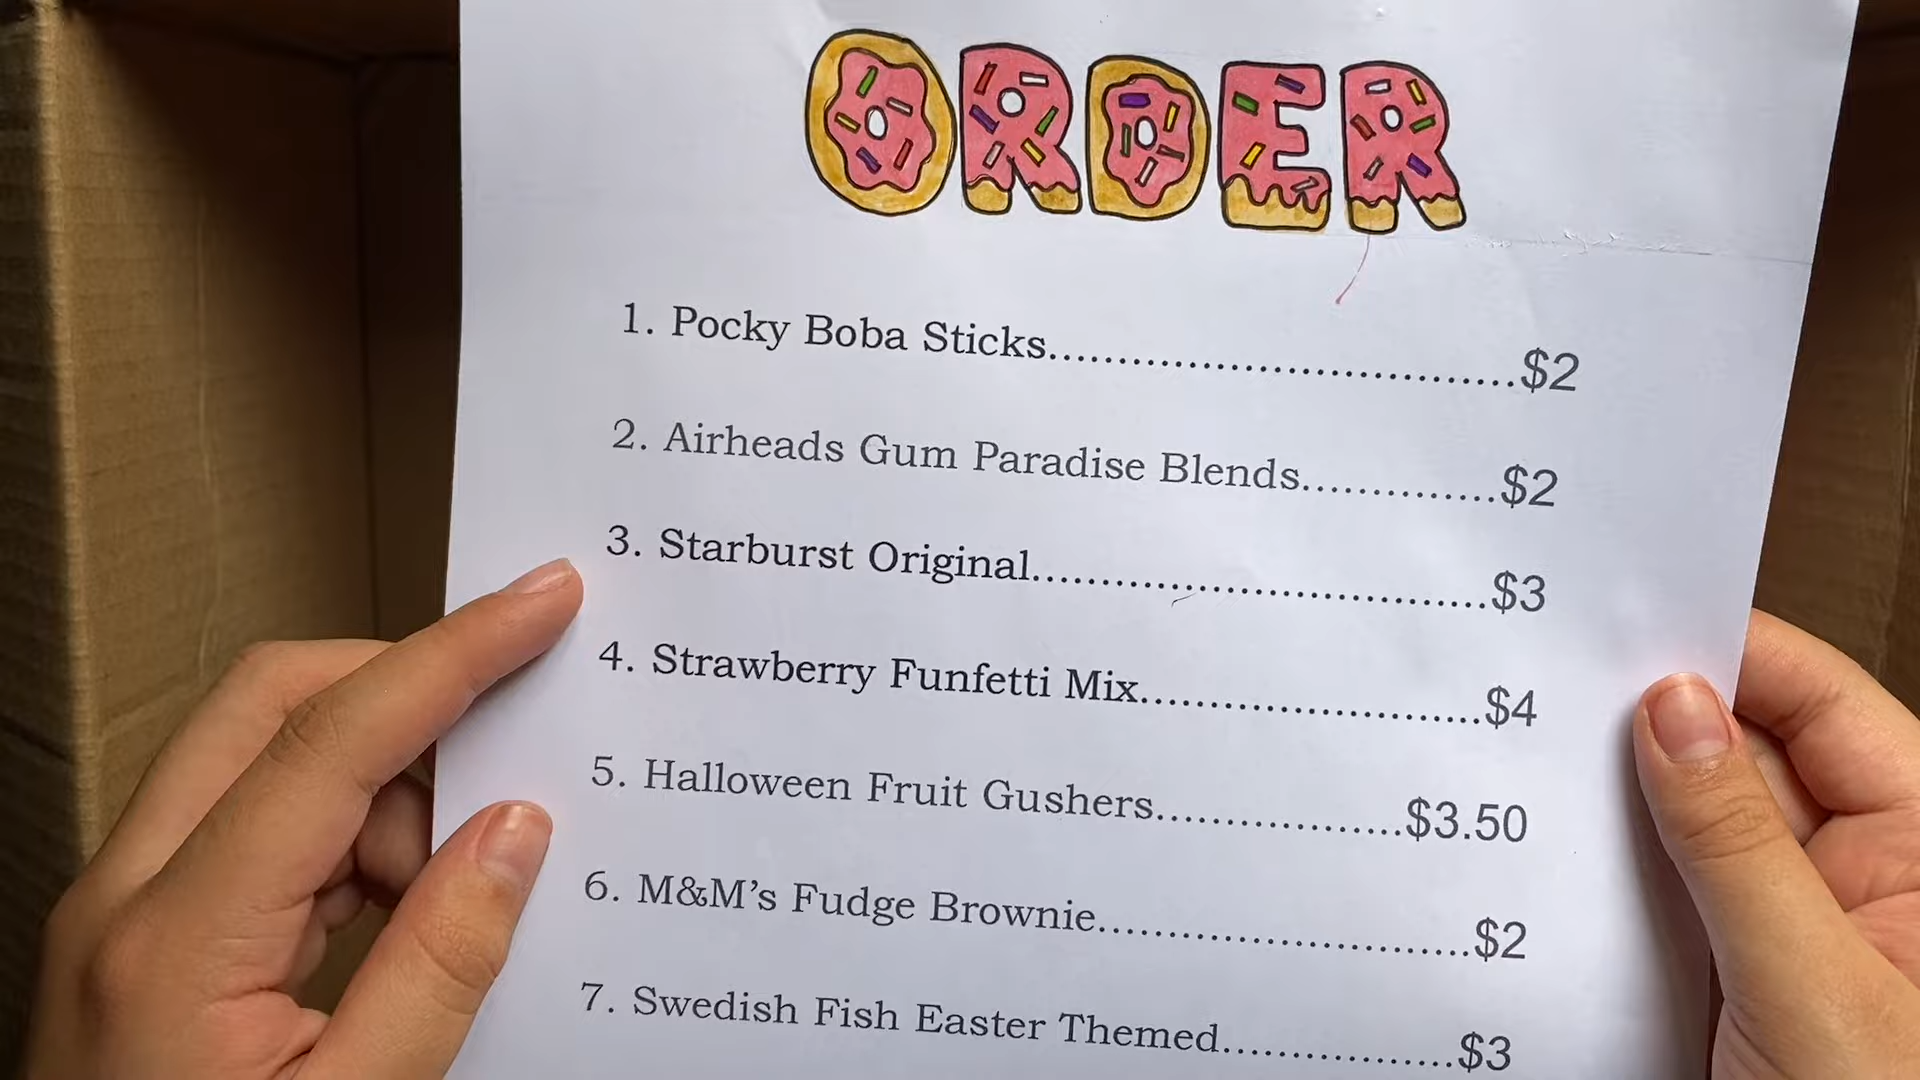 ORDER
1. Pocky Boba Sticks..................................$2
2. Airheads Gum Paradise Blends..............$2
3. Starburst Original.................................$3
4. Strawberry Funfetti Mix........................$4
5. Halloween Fruit Gushers..................$3.50
6. M&M’s Fudge Brownie...........................$2
7. Swedish Fish Easter Themed.................$3